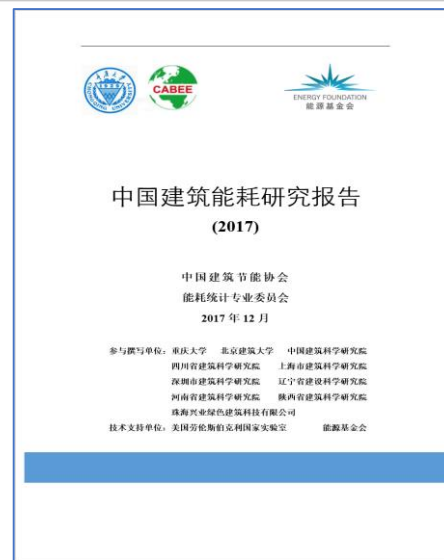 重庆大学
CHONGQING UNIVERSITY
CABEE
ENERGY FOUNDATION
能源基金会
中国建筑能耗研究报告
(2017)
中国建筑节能协会
能耗统计专业委员会
2017 年 12 月
参与撰写单位：重庆大学 北京建筑大学 中国建筑科学研究院
四川省建筑科学研究院 上海市建筑科学研究院
深圳市建筑科学研究院 辽宁省建设科学研究院
河南省建筑科学研究院 陕西省建筑科学研究院
珠海兴业绿色建筑科技有限公司
技术支持单位：美国劳伦斯伯克利国家实验室 能源基金会